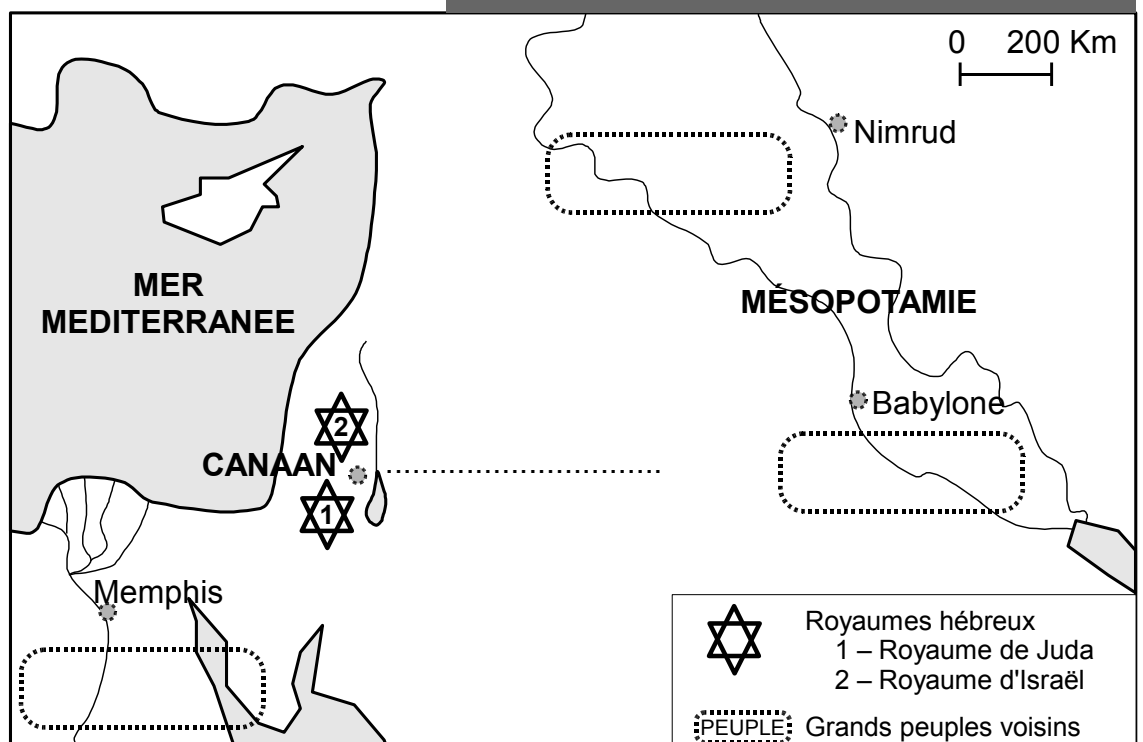 0 200 Km
Nimrud
MER
MEDITERRANEE
MÉSOPOTAMIE
Babylone
2
CANAAN
1
Memphis
Royaumes hébreux
1 – Royaume de Juda
2 – Royaume d'Israël
PEUPLE Grands peuples voisins